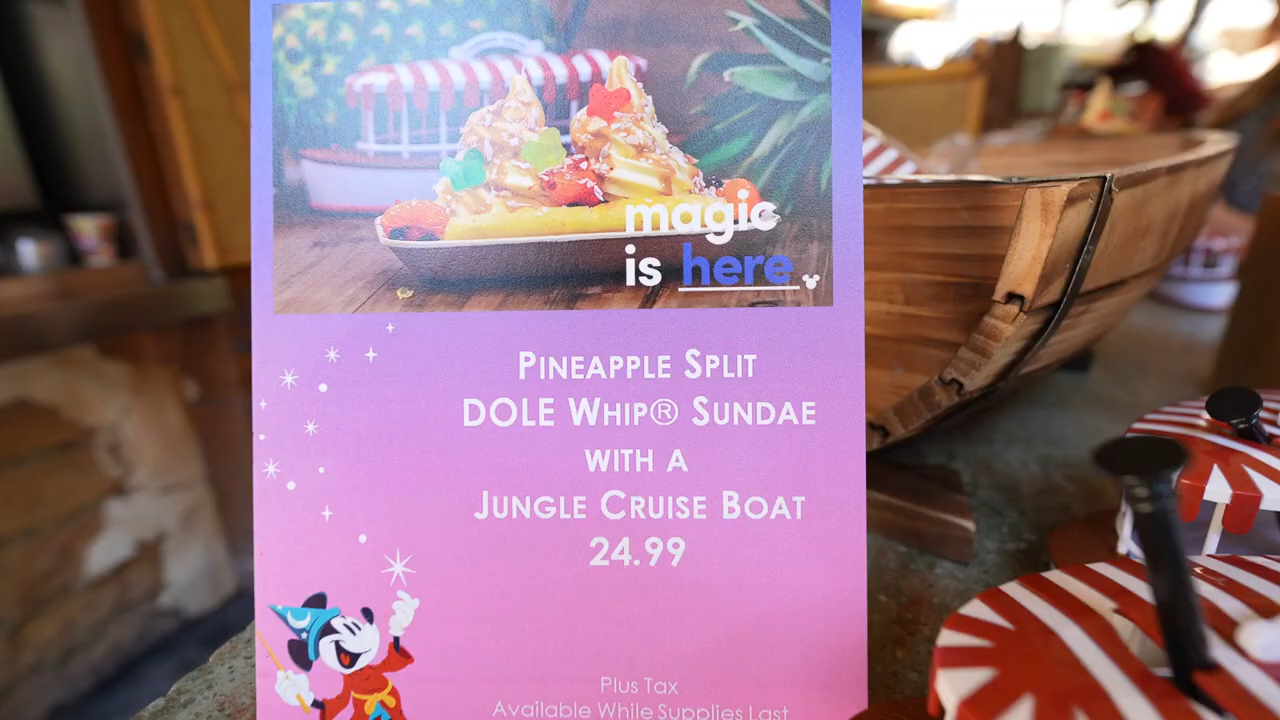 magic
is here
Pineapple Split
DOLE Whip® Sundae
with a
Jungle Cruise Boat
24.99
Plus Tax
Available While Supplies Last